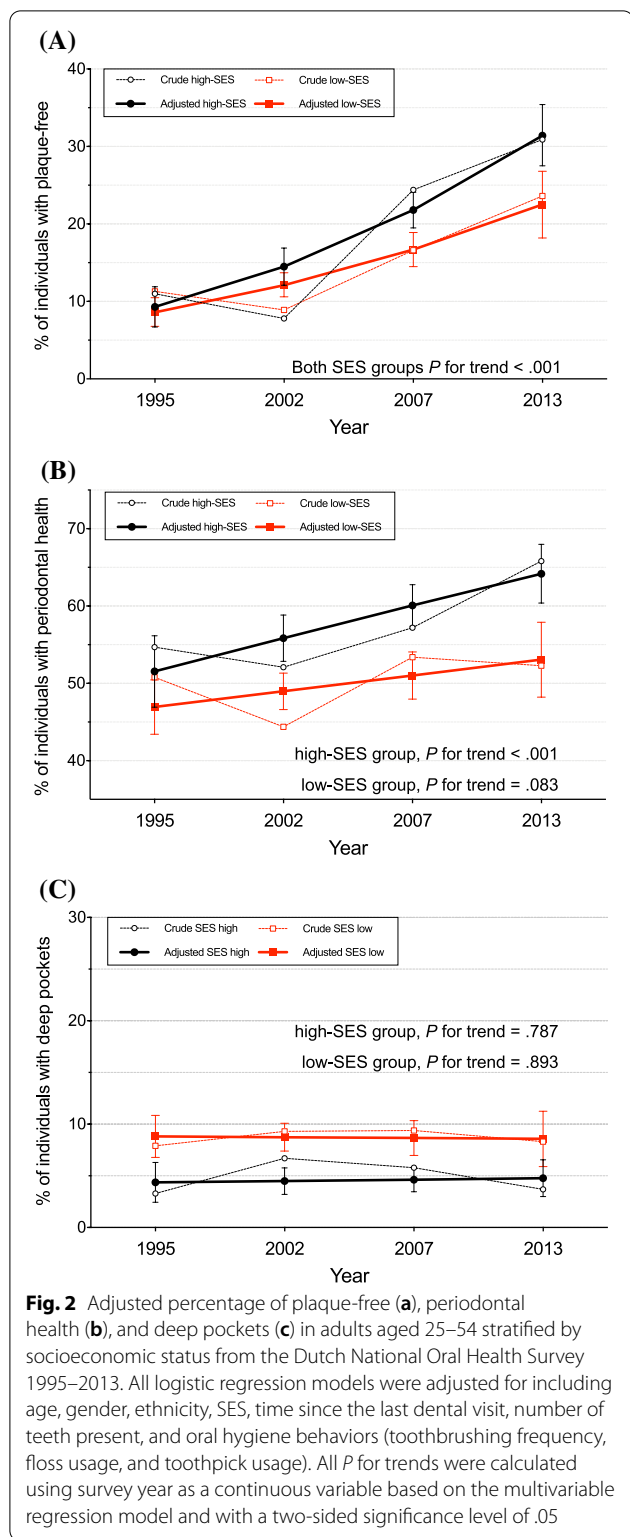 (A)
Crude high-SES Crude low-SES
Adjusted high-SES Adjusted low-SES
% of individuals with plaque-free
40
30
20
10
0
Both SES groups P for trend < .001
1995 2002 2007 2013
Year
(B)
Crude high-SES Crude low-SES
Adjusted high-SES Adjusted low-SES
% of individuals with periodontal health
70
60
50
40
high-SES group, P for trend < .001
low-SES group, P for trend = .083
1995 2002 2007 2013
Year
(C)
Crude SES high Crude SES low
Adjusted SES high Adjusted SES low
% of individuals with deep pockets
30
20
10
0
high-SES group, P for trend = .787
low-SES group, P for trend = .893
1995 2002 2007 2013
Year
Fig. 2 Adjusted percentage of plaque-free (a), periodontal
health (b), and deep pockets (c) in adults aged 25–54 stratified by
socioeconomic status from the Dutch National Oral Health Survey
1995–2013. All logistic regression models were adjusted for including
age, gender, ethnicity, SES, time since the last dental visit, number of
teeth present, and oral hygiene behaviors (toothbrushing frequency,
floss usage, and toothpick usage). All P for trends were calculated
using survey year as a continuous variable based on the multivariable
regression model and with a two-sided significance level of .05